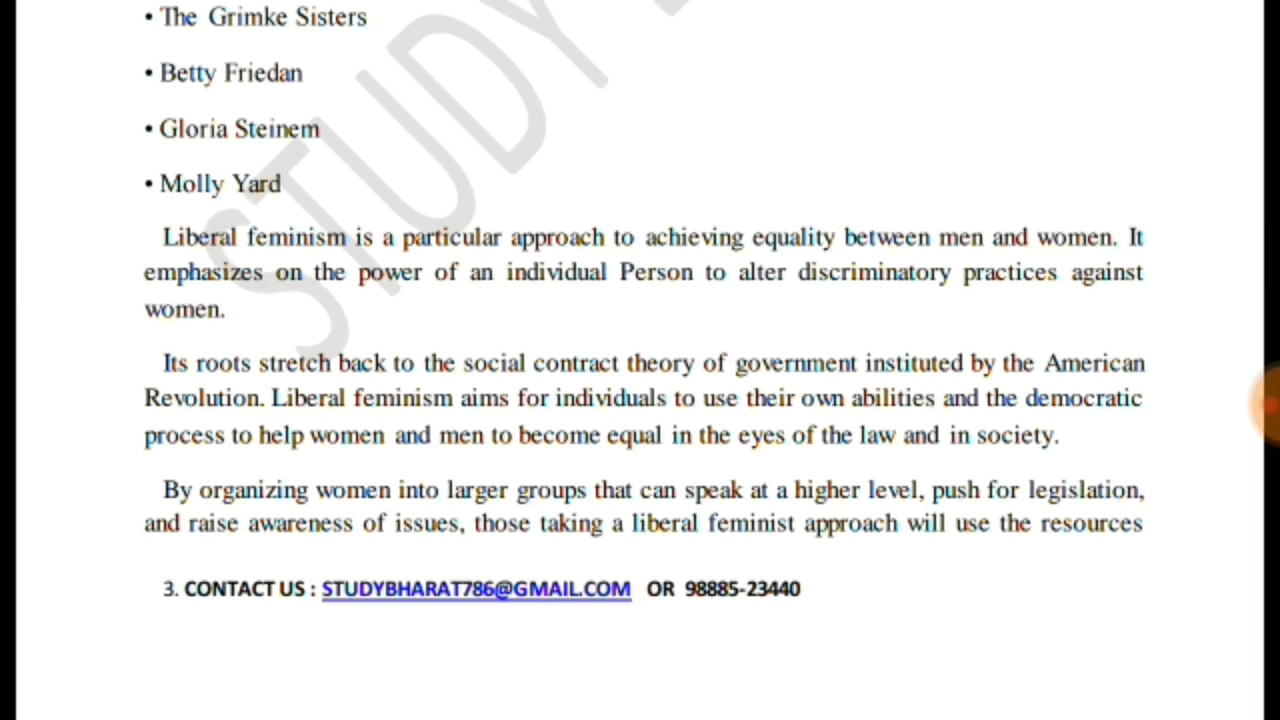 • The Grimke Sisters
• Betty Friedan
• Gloria Steinem
• Molly Yard
Liberal feminism is a particular approach to achieving equality between men and women. It
emphasizes on the power of an individual Person to alter discriminatory practices against
women.
Its roots stretch back to the social contract theory of government instituted by the American
Revolution. Liberal feminism aims for individuals to use their own abilities and the democratic
process to help women and men to become equal in the eyes of the law and in society.
By organizing women into larger groups that can speak at a higher level, push for legislation,
and raise awareness of issues, those taking a liberal feminist approach will use the resources
3. CONTACT US : STUDYBHARAT786@GMAIL.COM OR 98885-23440
STUDY